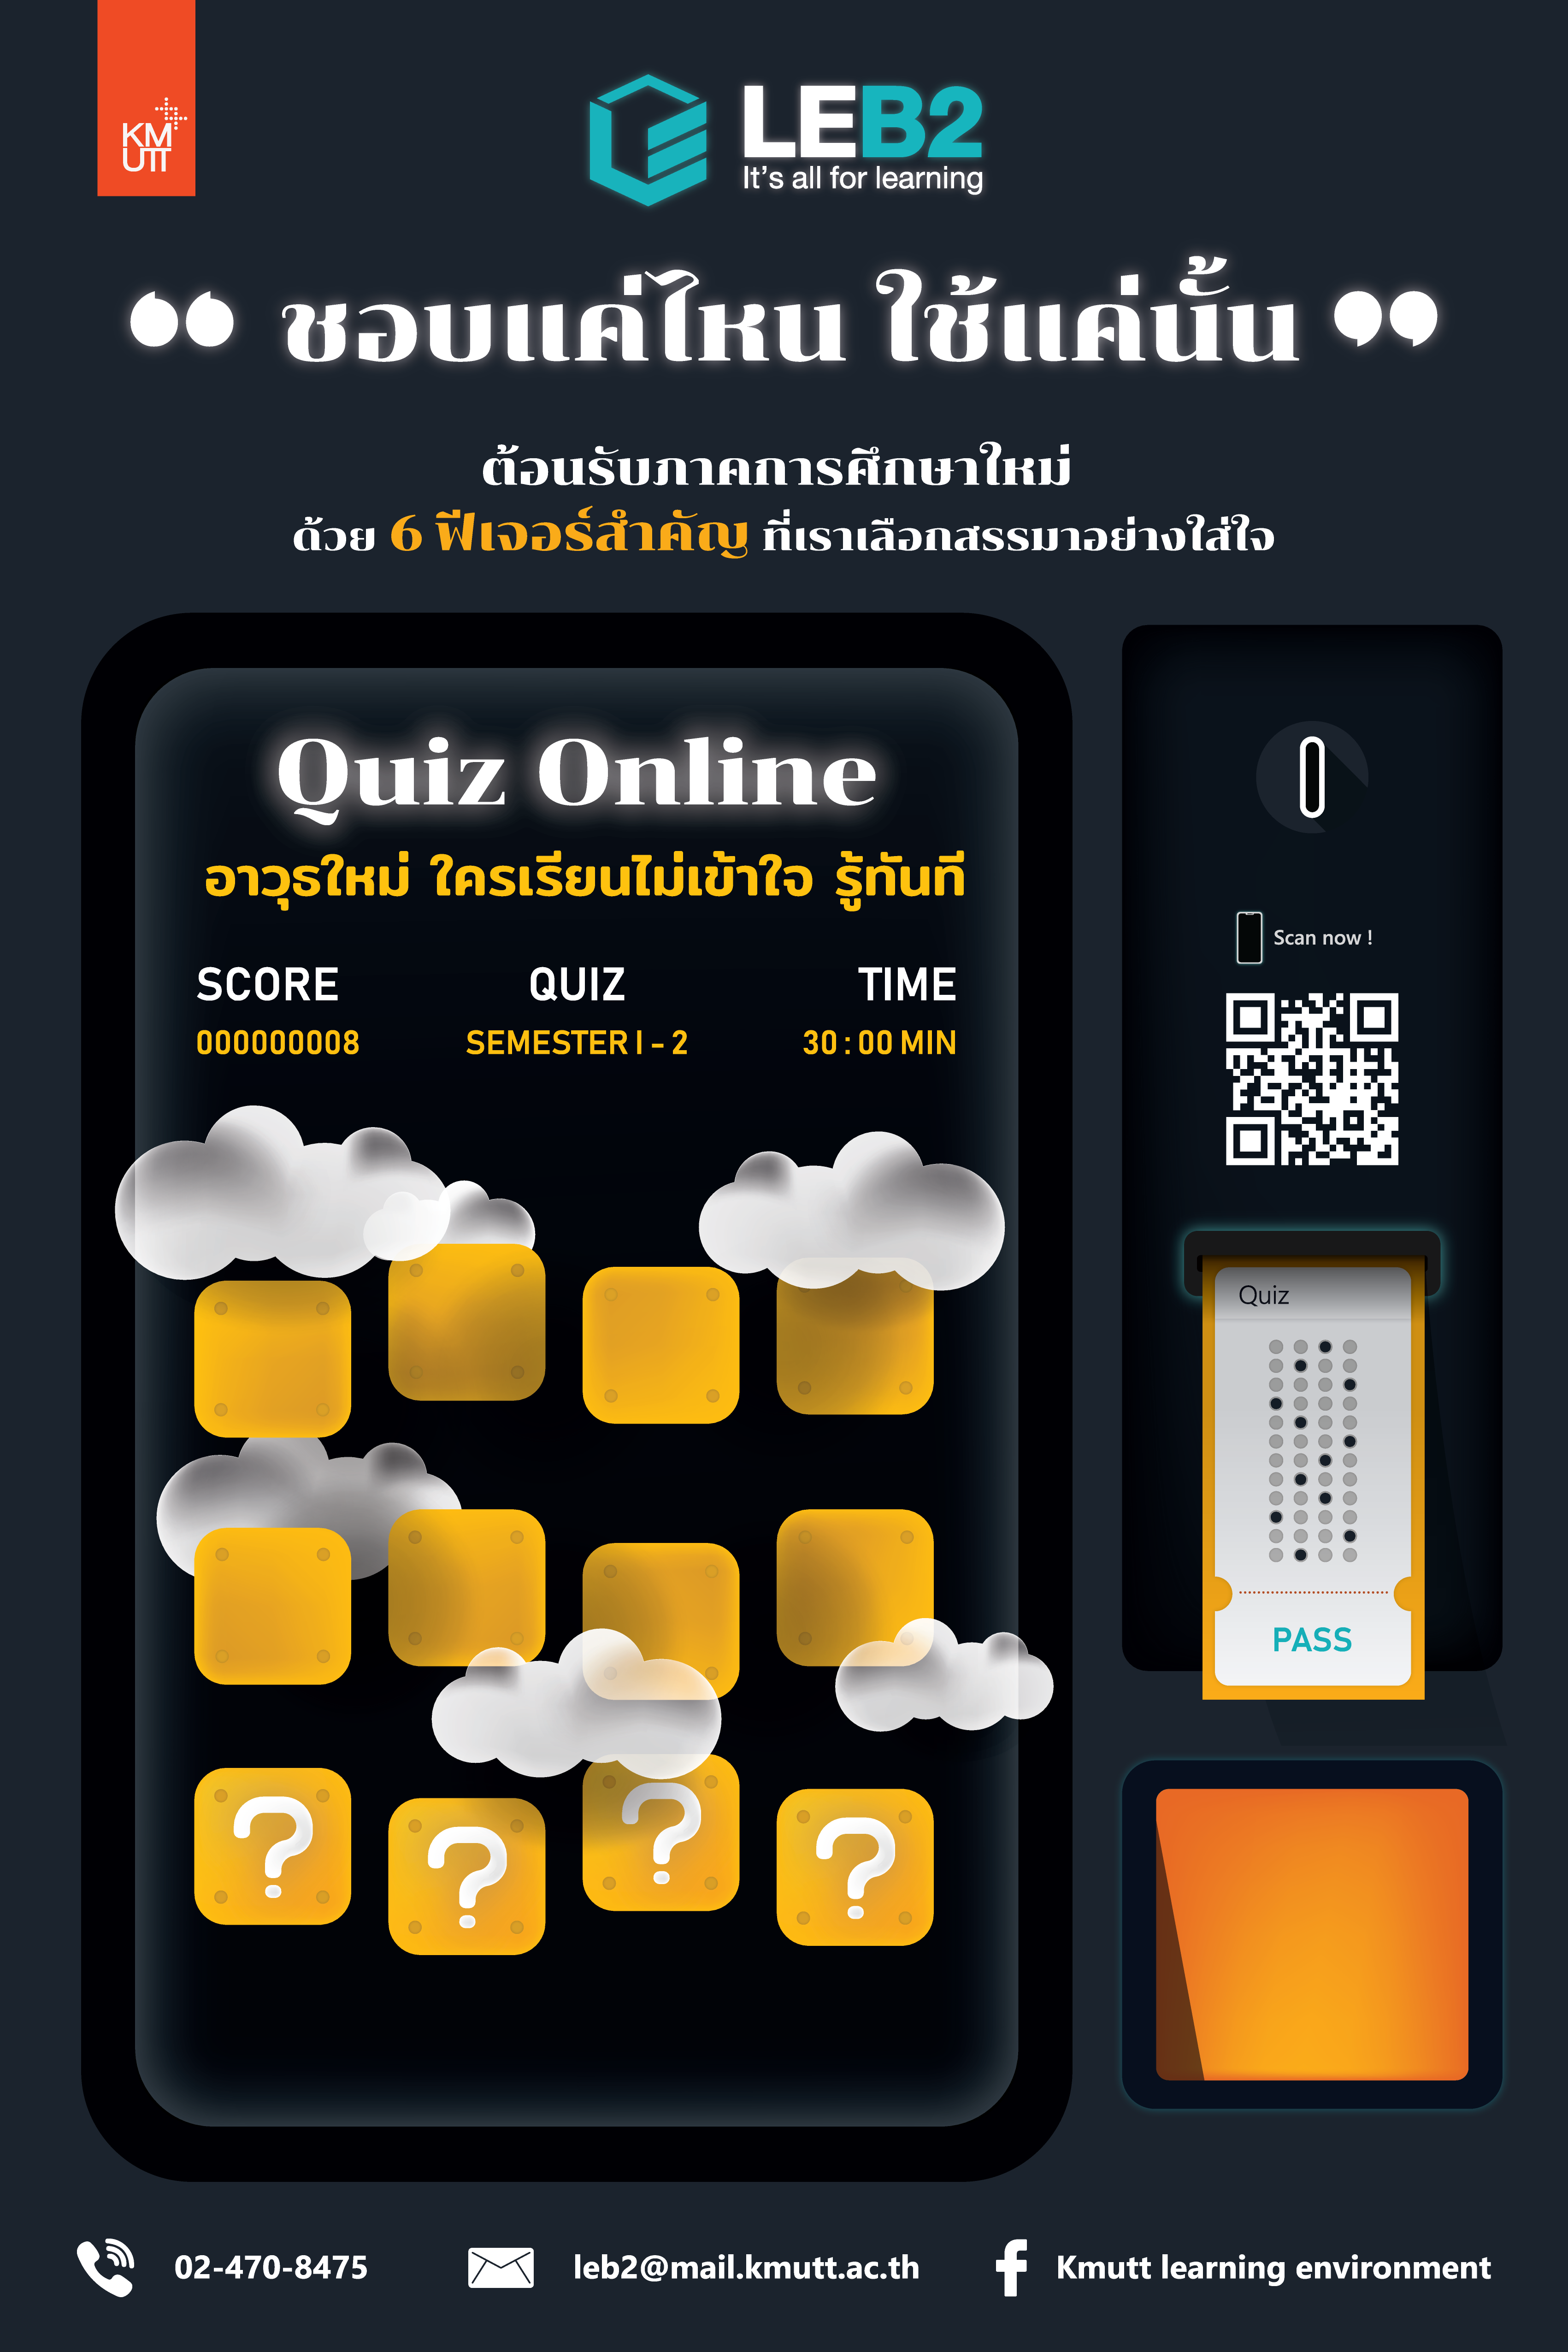 KM
UTT
LEB2
It's all for learning
“ ชอบแค่ไหน ใช้แค่นั้น ”
ต้อนรับภาคการศึกษาใหม่
ด้วย 6 ฟีเจอร์สำคัญ ที่เราเลือกสรรมาอย่างใส่ใจ
Quiz Online
อาวุธใหม่ ใครเรียนไม่เข้าใจ รู้ทันที
SCORE QUIZ TIME
000000008 SEMESTER I - 2 30 : 00 MIN
? ? ? ?
Scan now !
Quiz
PASS
02-470-8475 leb2@mail.kmutt.ac.th f Kmutt learning environment